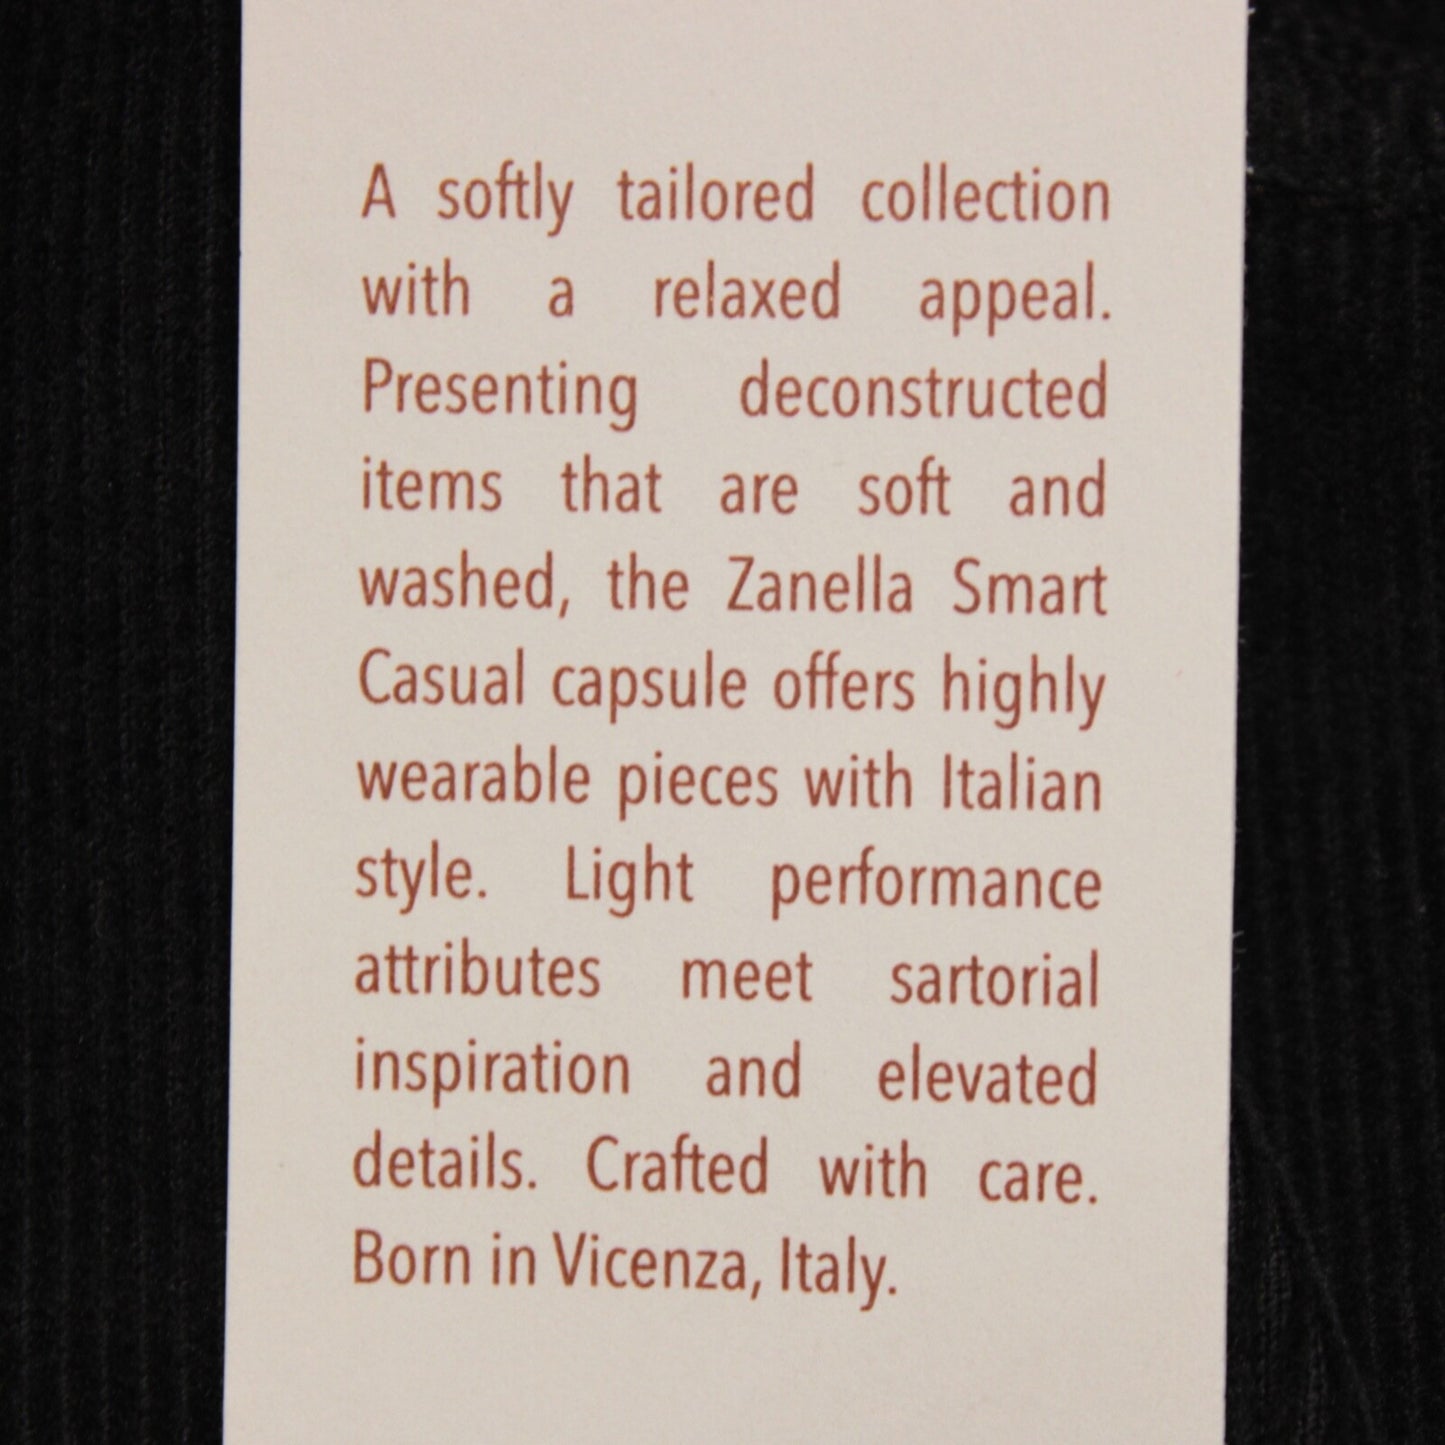 A softly tailored collection
with a relaxed appeal.
Presenting deconstructed
items that are soft and
washed, the Zanella Smart
Casual capsule offers highly
wearable pieces with Italian
style. Light performance
attributes meet sartorial
inspiration and elevated
details. Crafted with care.
Born in Vicenza, Italy.